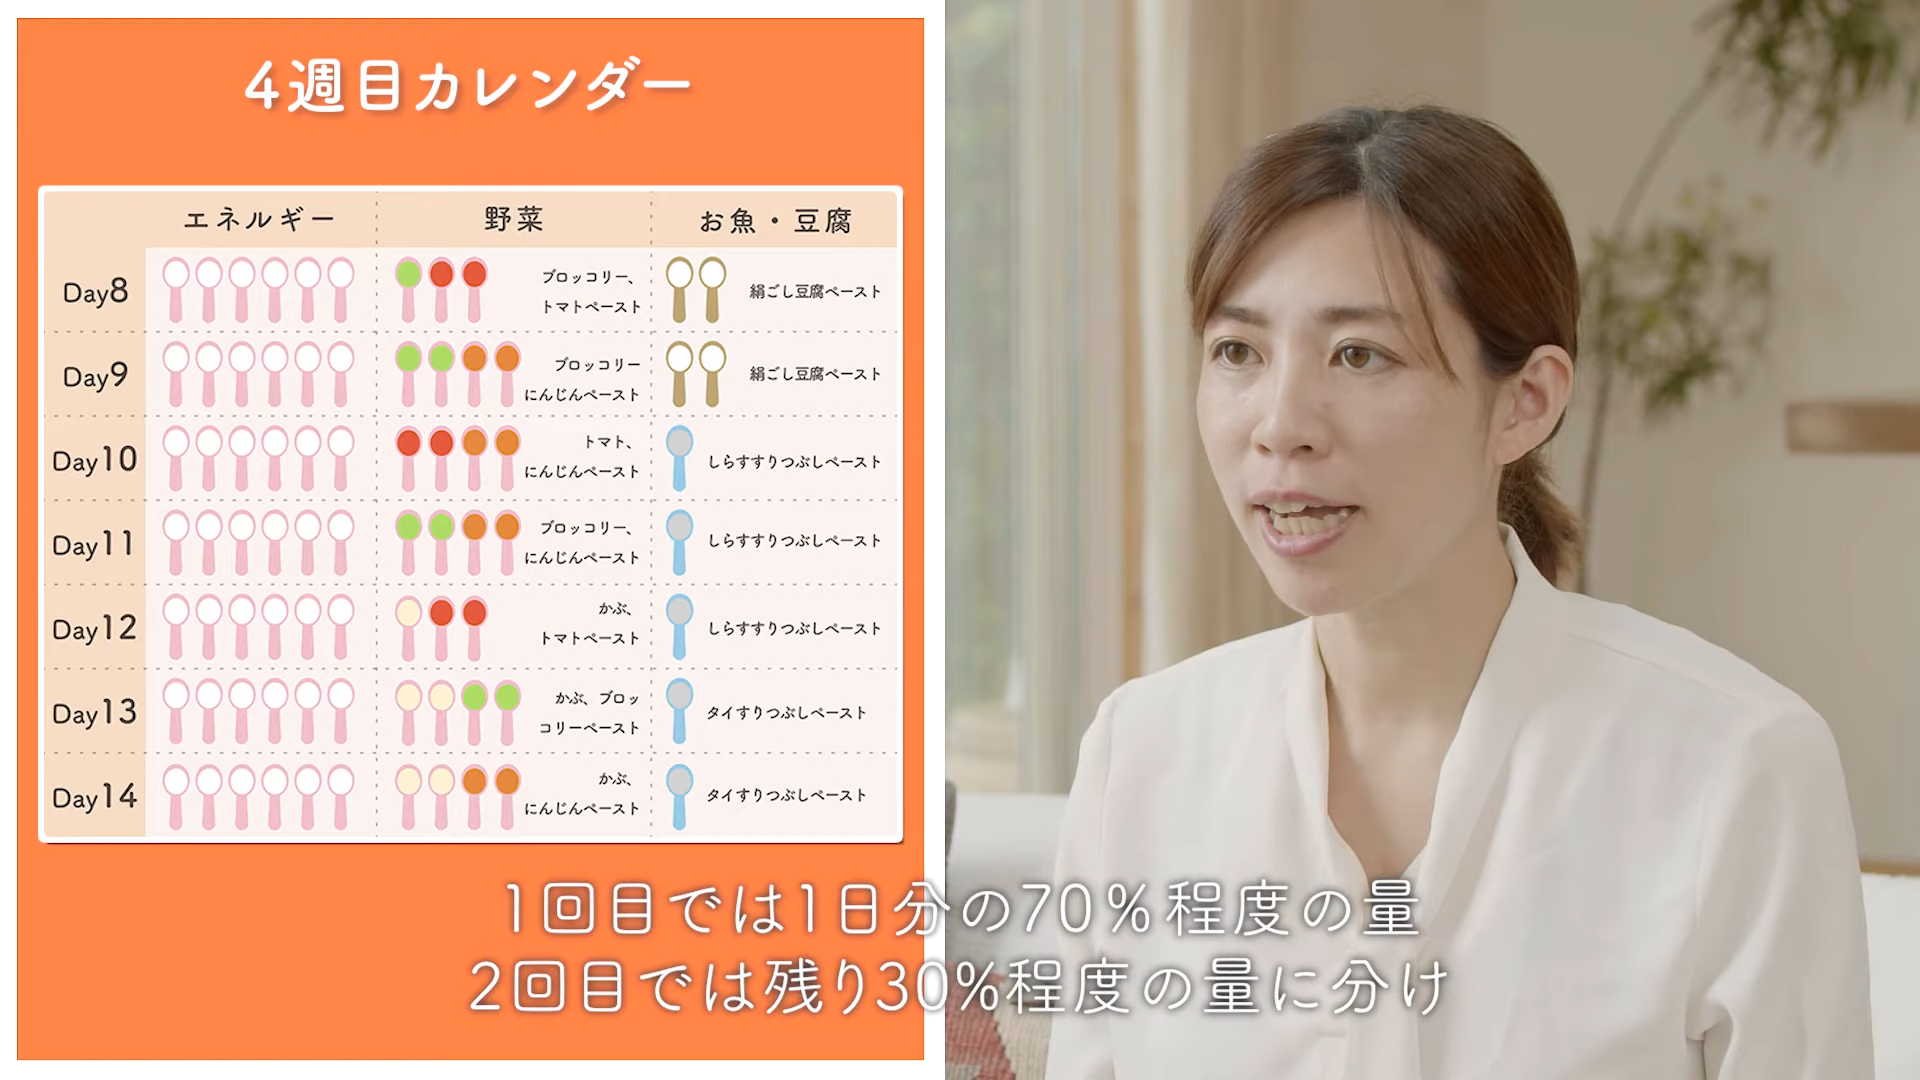 4週目カレンダー
エネルギー 野菜 お魚・豆腐
Day8 ブロッコリー、 絹ごし豆腐ペースト
トマトペースト
Day9 ブロッコリー 絹ごし豆腐ペースト
にんじんペースト
Day10 トマト、 しらすすりつぶしペースト
にんじんペースト
Day11 ブロッコリー、 しらすすりつぶしペースト
にんじんペースト
Day12 かぶ、 しらすすりつぶしペースト
トマトペースト
Day13 かぶ、ブロッ タイすりつぶしペースト
コリーペースト
Day14 かぶ、 タイすりつぶしペースト
にんじんペースト
1回目では1日分の70%程度の量
2回目では残り30%程度の量に分け